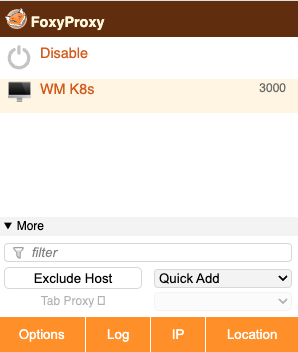 FoxyProxy
Disable
WM K8s 3000
▼ More
filter
Exclude Host Quick Add
Tab Proxy
Options Log IP Location